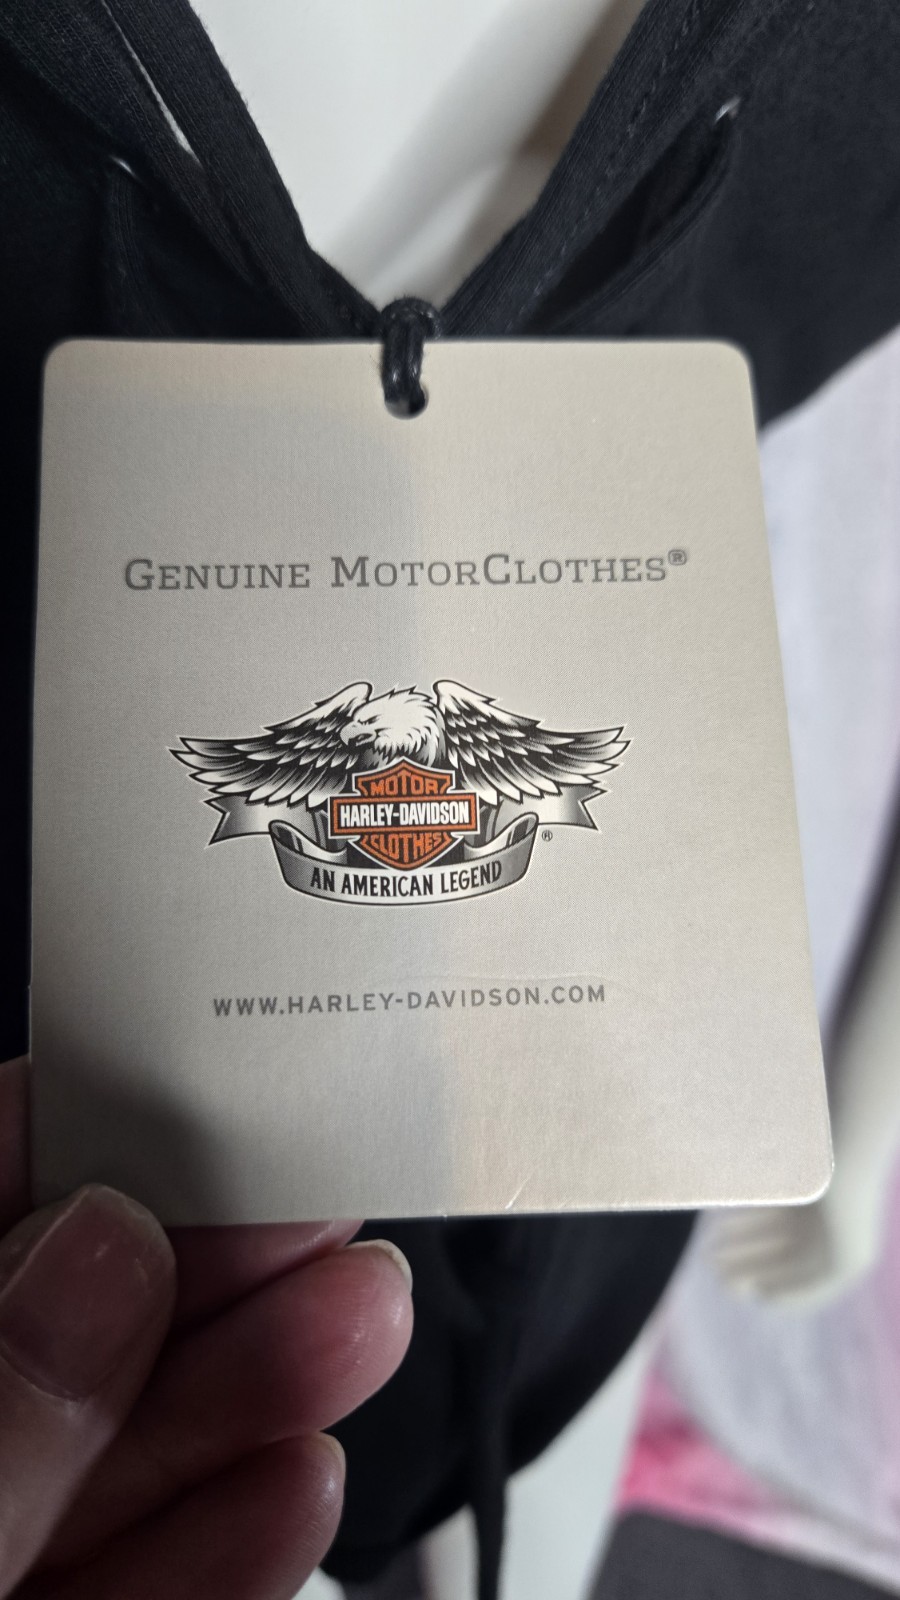 GENUINE MOTORCLOTHES®
MOTOR
HARLEY-DAVIDSON
CLOTHES
®
AN AMERICAN LEGEND
WWW.HARLEY-DAVIDSON.COM